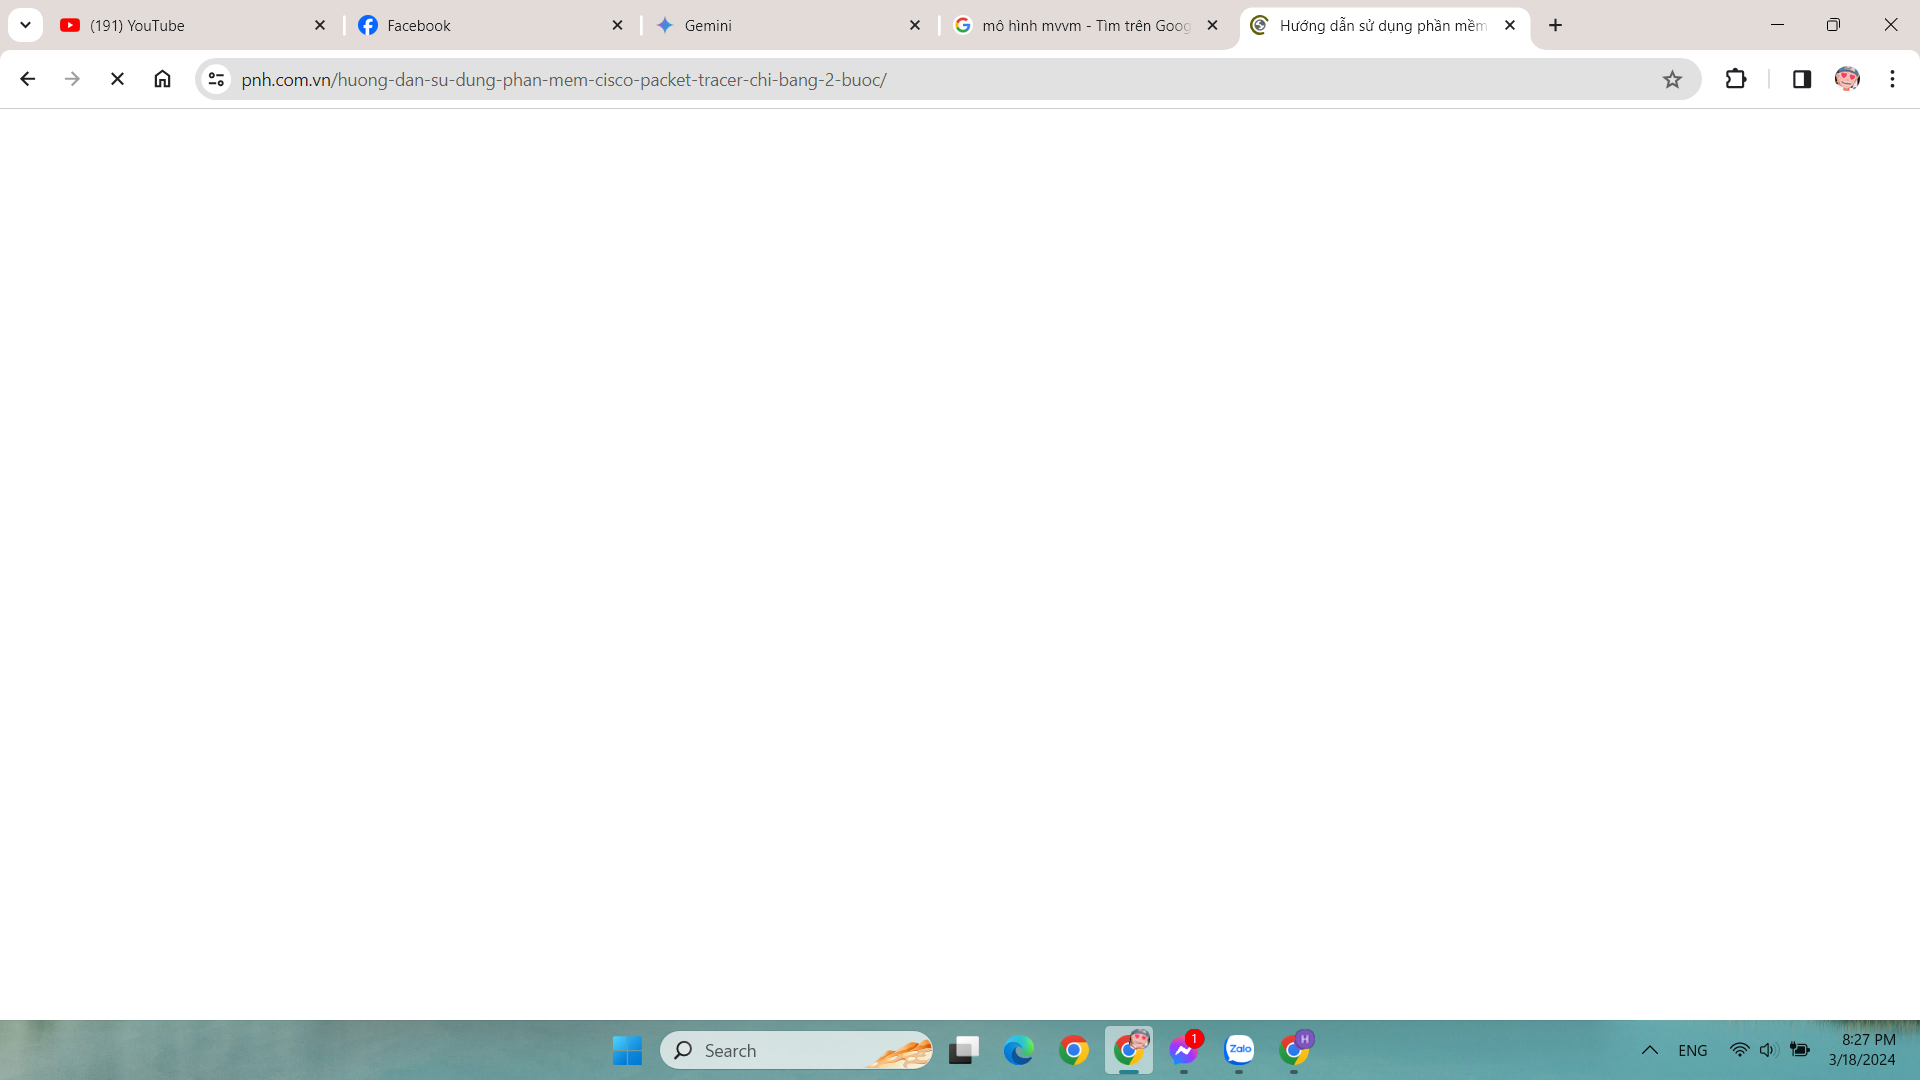 (191) YouTube
Facebook
Gemini
mô hình mvvm - Tìm trên Goog
Hướng dẫn sử dụng phần mềm
pnh.com.vn/huong-dan-su-dung-phan-mem-cisco-packet-tracer-chi-bang-2-buoc/
Search
1
Zalo
H
ENG
8:27 PM
3/18/2024